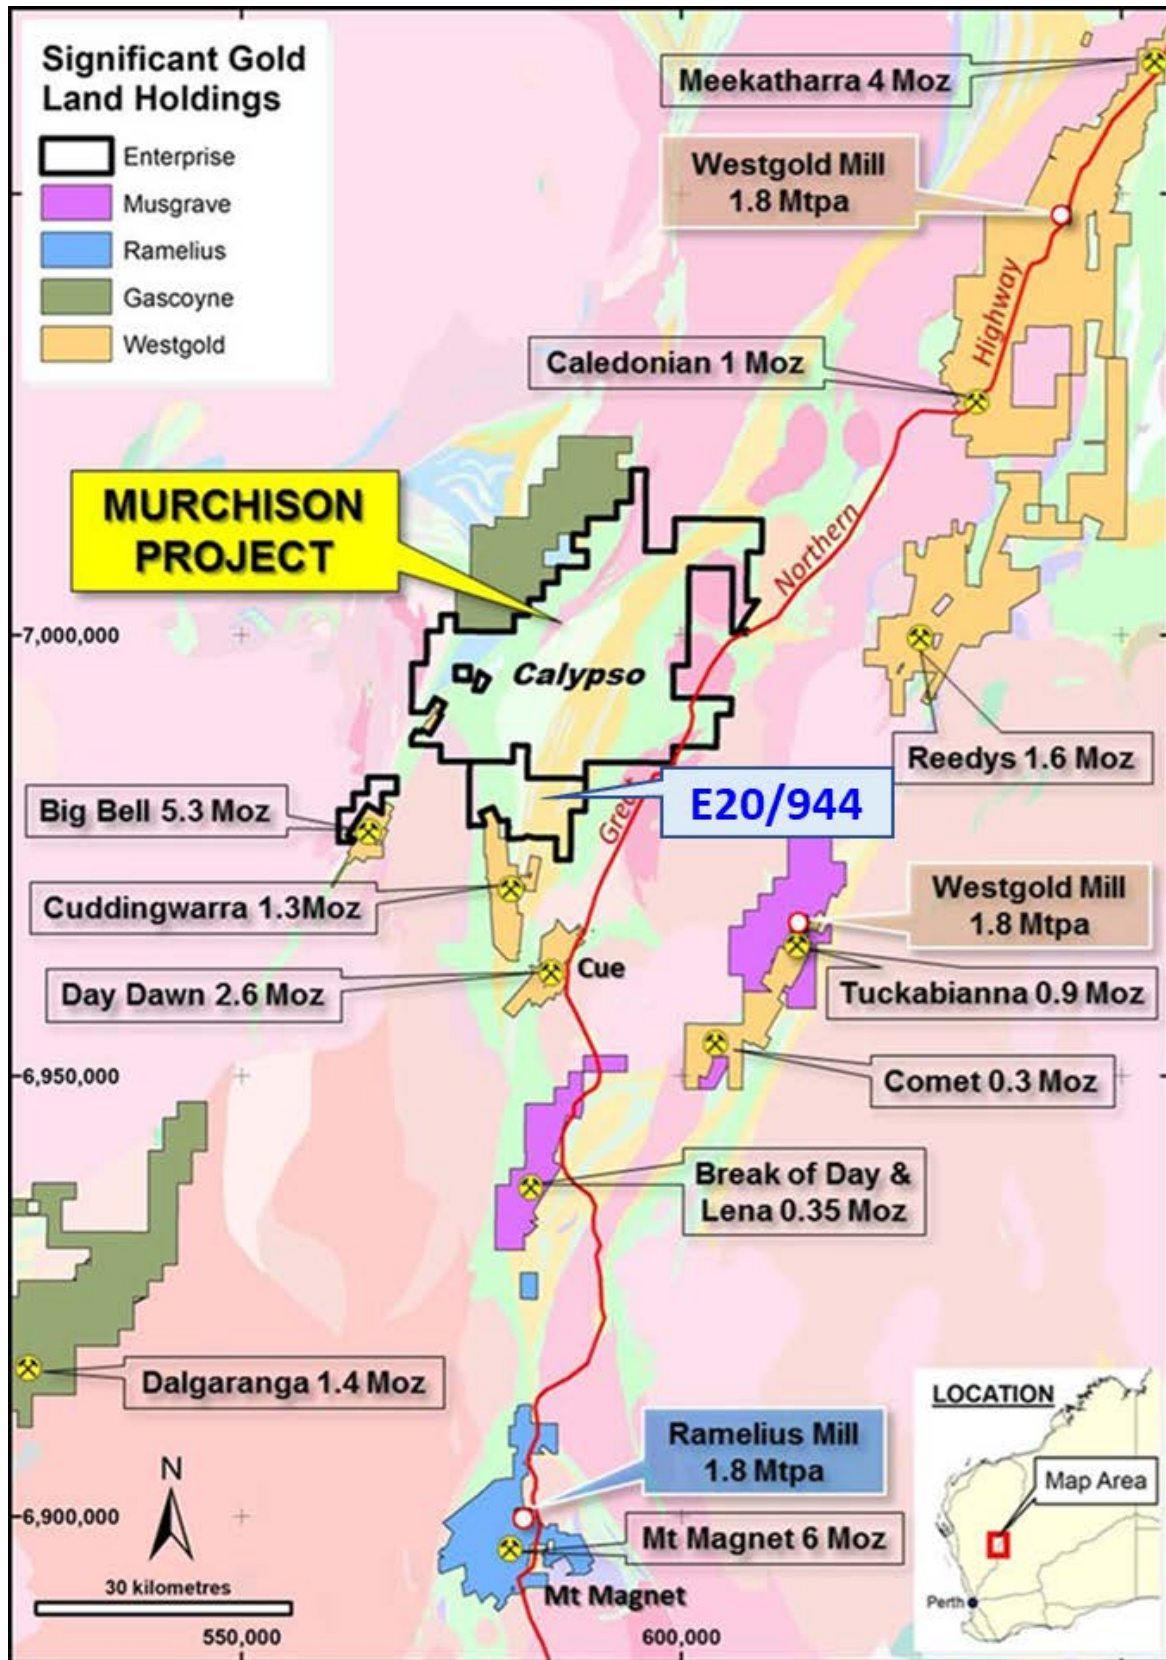 Significant Gold
Land Holdings
Enterprise
Musgrave
Ramelius
Gascoyne
Westgold
Meekatharra 4 Moz
Westgold Mill
1.8 Mtpa
Highway
Caledonian 1 Moz
MURCHISON
PROJECT
Northern
7,000,000
Calypso
Reedys 1.6 Moz
E20/944
Big Bell 5.3 Moz
Cuddingwarra 1.3Moz
Westgold Mill
1.8 Mtpa
Day Dawn 2.6 Moz
Cue
Tuckabianna 0.9 Moz
6,950,000
Comet 0.3 Moz
Break of Day &
Lena 0.35 Moz
Dalgaranga 1.4 Moz
LOCATION
Map Area
Perth
Ramelius Mill
1.8 Mtpa
N
6,900,000
Mt Magnet 6 Moz
Mt Magnet
30 kilometres
550,000
600,000